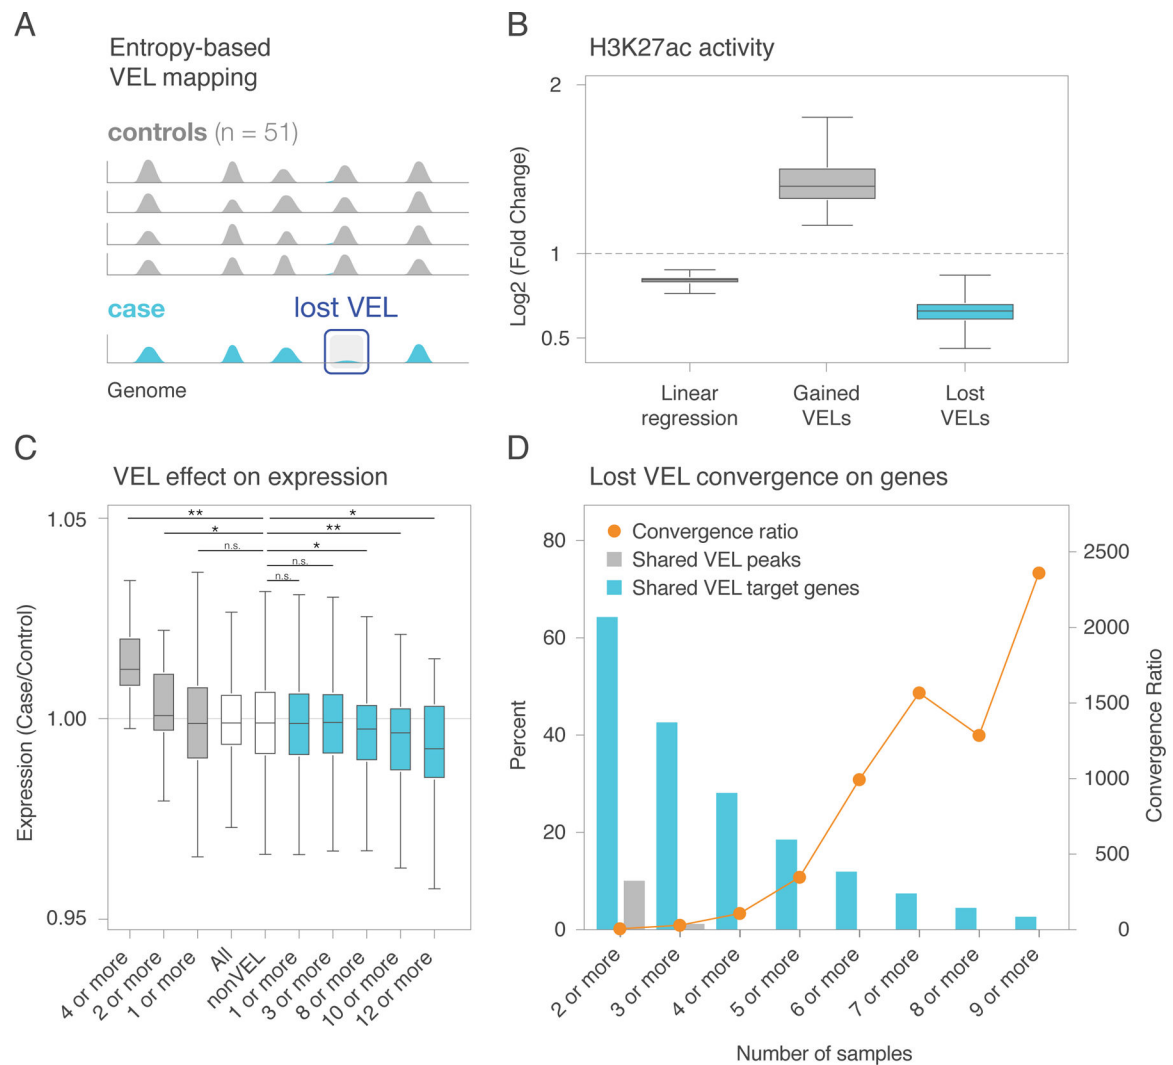 A
Entropy-based
VEL mapping
controls (n = 51)
case
lost VEL
Genome
B
H3K27ac activity
Log2 (Fold Change)
2
1
0.5
Linear
regression
Gained
VELs
Lost
VELs
C
VEL effect on expression
Expression (Case/Control)
1.05
1.00
0.95
**
*
*
**
n.s.
*
n.s.
n.s.
4 or more
2 or more
1 or more
All
nonVEL
1 or more
3 or more
8 or more
10 or more
12 or more
D
Lost VEL convergence on genes
Convergence ratio
Shared VEL peaks
Shared VEL target genes
Percent
80
60
40
20
0
Convergence Ratio
2500
2000
1500
1000
500
0
2 or more
3 or more
4 or more
5 or more
6 or more
7 or more
8 or more
9 or more
Number of samples